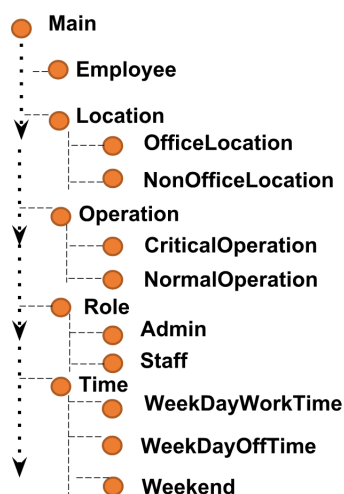 Main
Employee
Location
OfficeLocation
NonOfficeLocation
Operation
CriticalOperation
NormalOperation
Role
Admin
Staff
Time
WeekDayWorkTime
WeekDayOffTime
Weekend